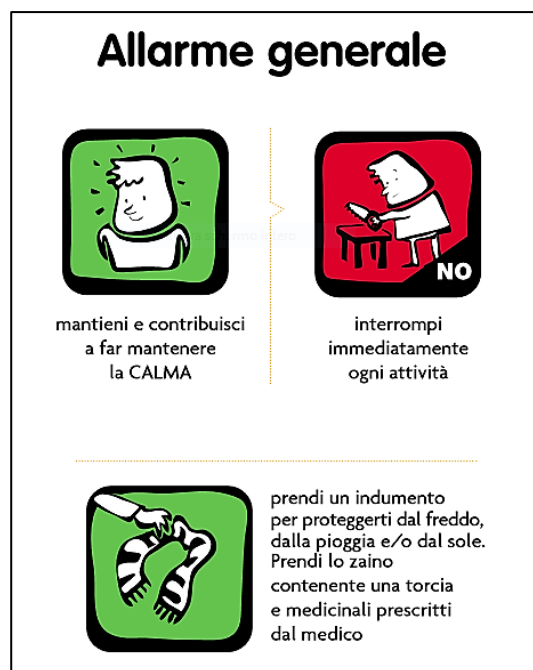 Allarme generale
NO
mantieni e contribuisci
a far mantenere
la CALMA
interrompi
immediatamente
ogni attività
prendi un indumento
per proteggerti dal freddo,
dalla pioggia e/o dal sole.
Prendi lo zaino
contenente una torcia
e medicinali prescritti
dal medico